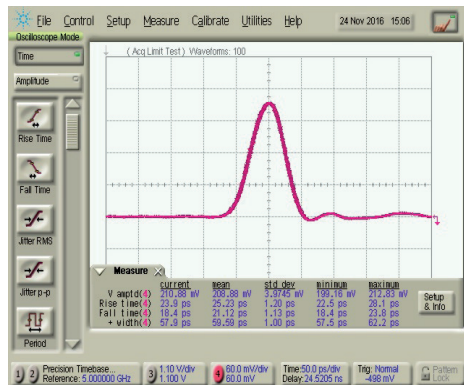 File Control Setup Measure Calibrate Utilities Help 24 Nov 2016 15:06
Oscilloscope Mode
Time
( Acq Limit Test ) Waveforms: 100
Amplitude
Rise Time
Fall Time
Jitter RMS
Jitter p-p
Period
Measure
current mean std dev minimum maximum
V amptd(4) 210.88 mV 208.88 mV 3.9745 mV 199.16 mV 212.83 mV
Rise time(4) 23.9 ps 25.23 ps 1.20 ps 22.5 ps 28.1 ps
Fall time(4) 18.4 ps 21.12 ps 1.13 ps 18.4 ps 23.8 ps
+ width(4) 57.9 ps 59.59 ps 1.00 ps 57.5 ps 62.2 ps
Setup
& Info
1 2 Precision Timebase...
Reference: 5.000000 GHz
3 1.10 V/div
1.100 V
4 60.0 mV/div
60.0 mV
Time:50.0 ps/div
Delay:24.5205 ns
Trig: Normal
-498 mV
Pattern
Lock